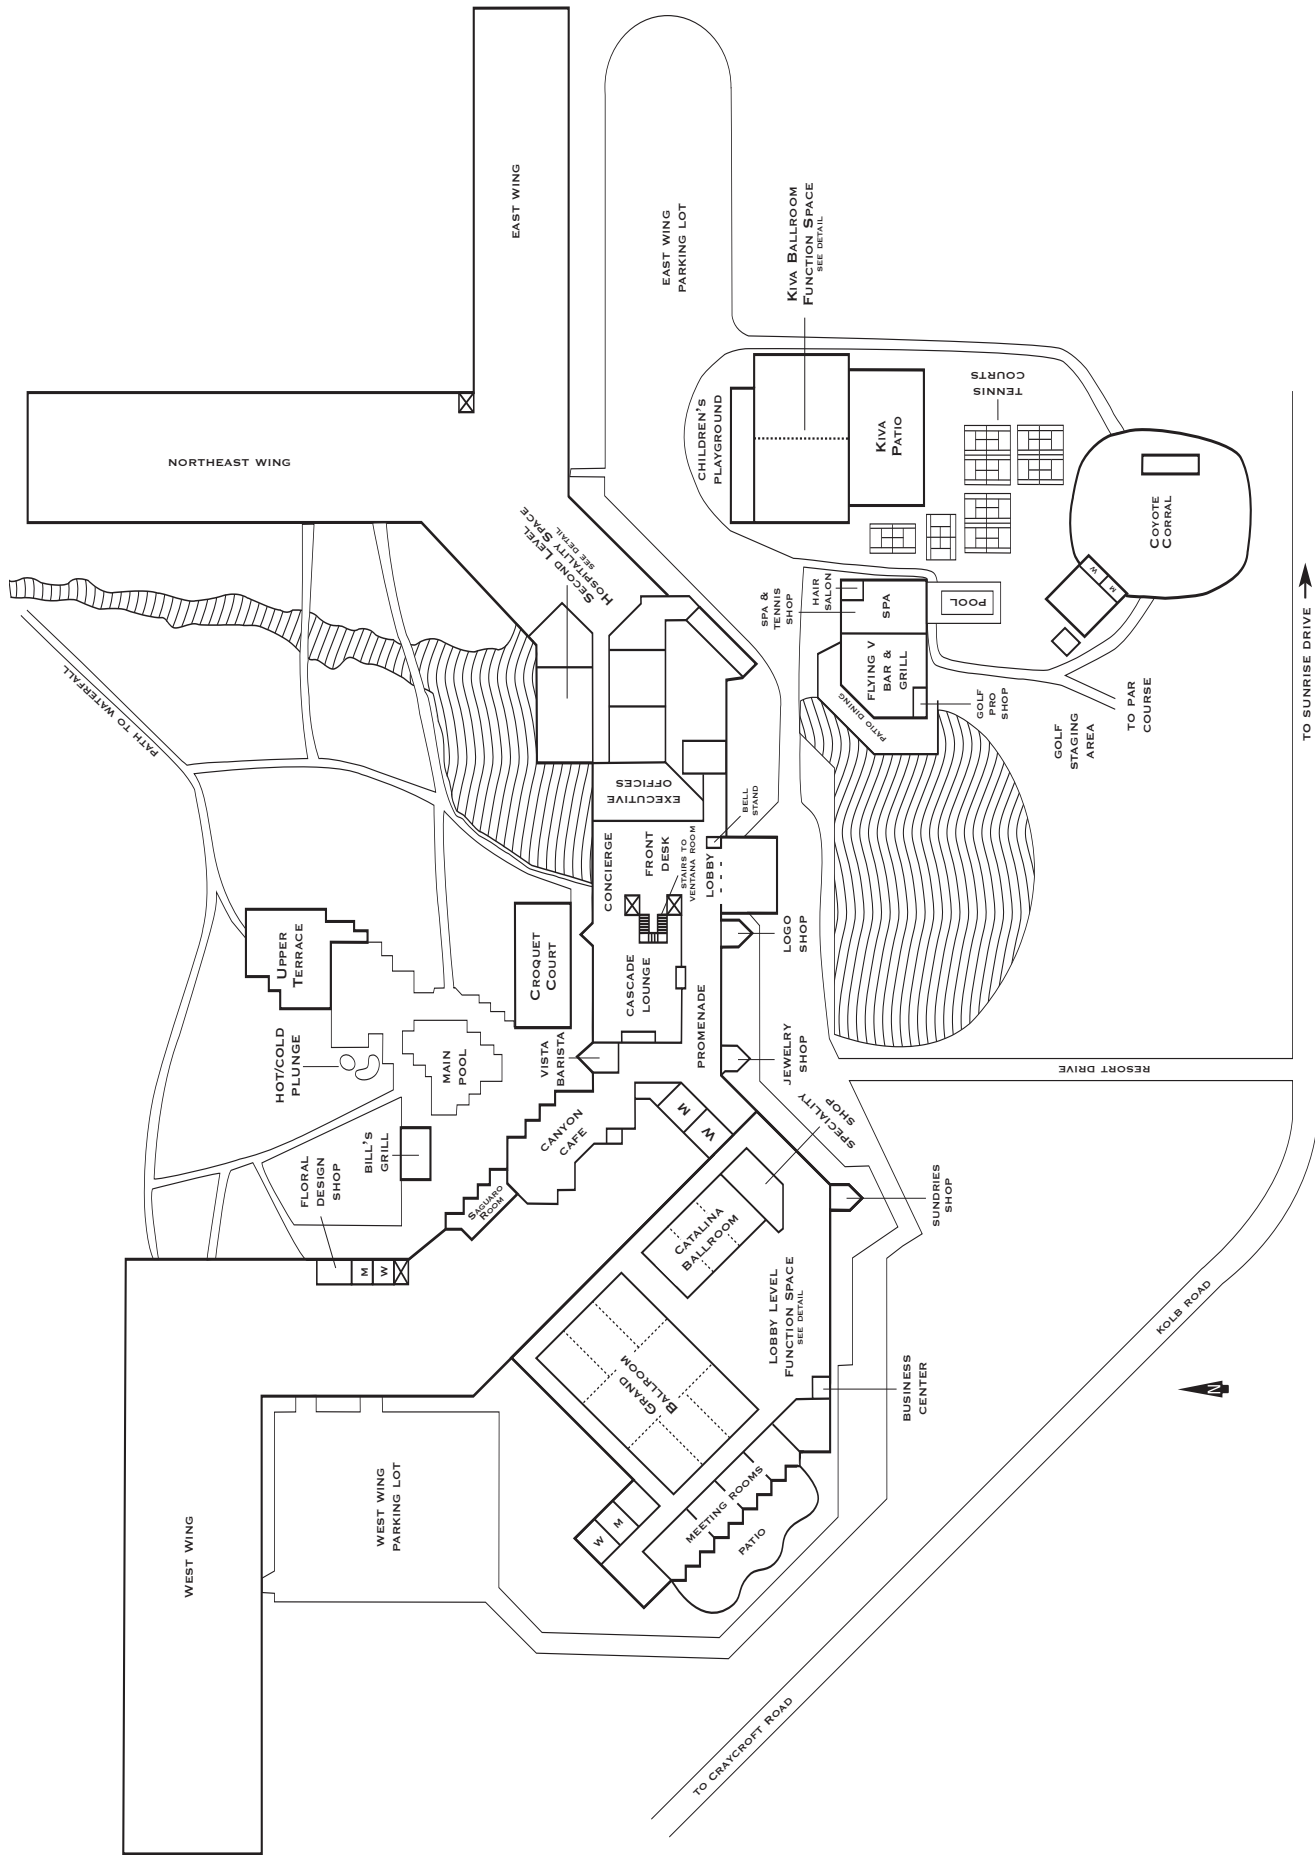 EAST WING
NORTHEAST WING
EAST WING
PARKING LOT
KIVA BALLROOM
FUNCTION SPACE
SEE DETAIL
CHILDREN'S
PLAYGROUND
KIVA
PATIO
TENNIS
COURTS
COYOTE
CORRAL
W
M
SECOND LEVEL
HOSPITALITY SPACE
SEE DETAIL
SPA &
TENNIS
SHOP
HAIR
SALON
SPA
POOL
FLYING V
BAR &
GRILL
PATIO DINING
GOLF
PRO
SHOP
GOLF
STAGING
AREA
TO PAR
COURSE
TO SUNRISE DRIVE
PATH TO WATERFALL
EXECUTIVE
OFFICES
BELL
STAND
CONCIERGE
FRONT
DESK
STAIRS TO
VENTANA ROOM
LOBBY
LOGO
SHOP
UPPER
TERRACE
CROQUET
COURT
CASCADE
LOUNGE
PROMENADE
HOT/COLD
PLUNGE
MAIN
POOL
VISTA
BARISTA
JEWELRY
SHOP
RESORT DRIVE
SPECIALITY
SHOP
BILL'S
GRILL
FLORAL
DESIGN
SHOP
M
W
CANYON
CAFE
SAGUARO
ROOM
M
W
CATALINA
BALLROOM
SUNDRIES
SHOP
LOBBY LEVEL
FUNCTION SPACE
SEE DETAIL
GRAND
BALLROOM
BUSINESS
CENTER
KOLB ROAD
N
WEST WING
WEST WING
PARKING LOT
W
M
MEETING ROOMS
PATIO
TO CRAYCROFT ROAD